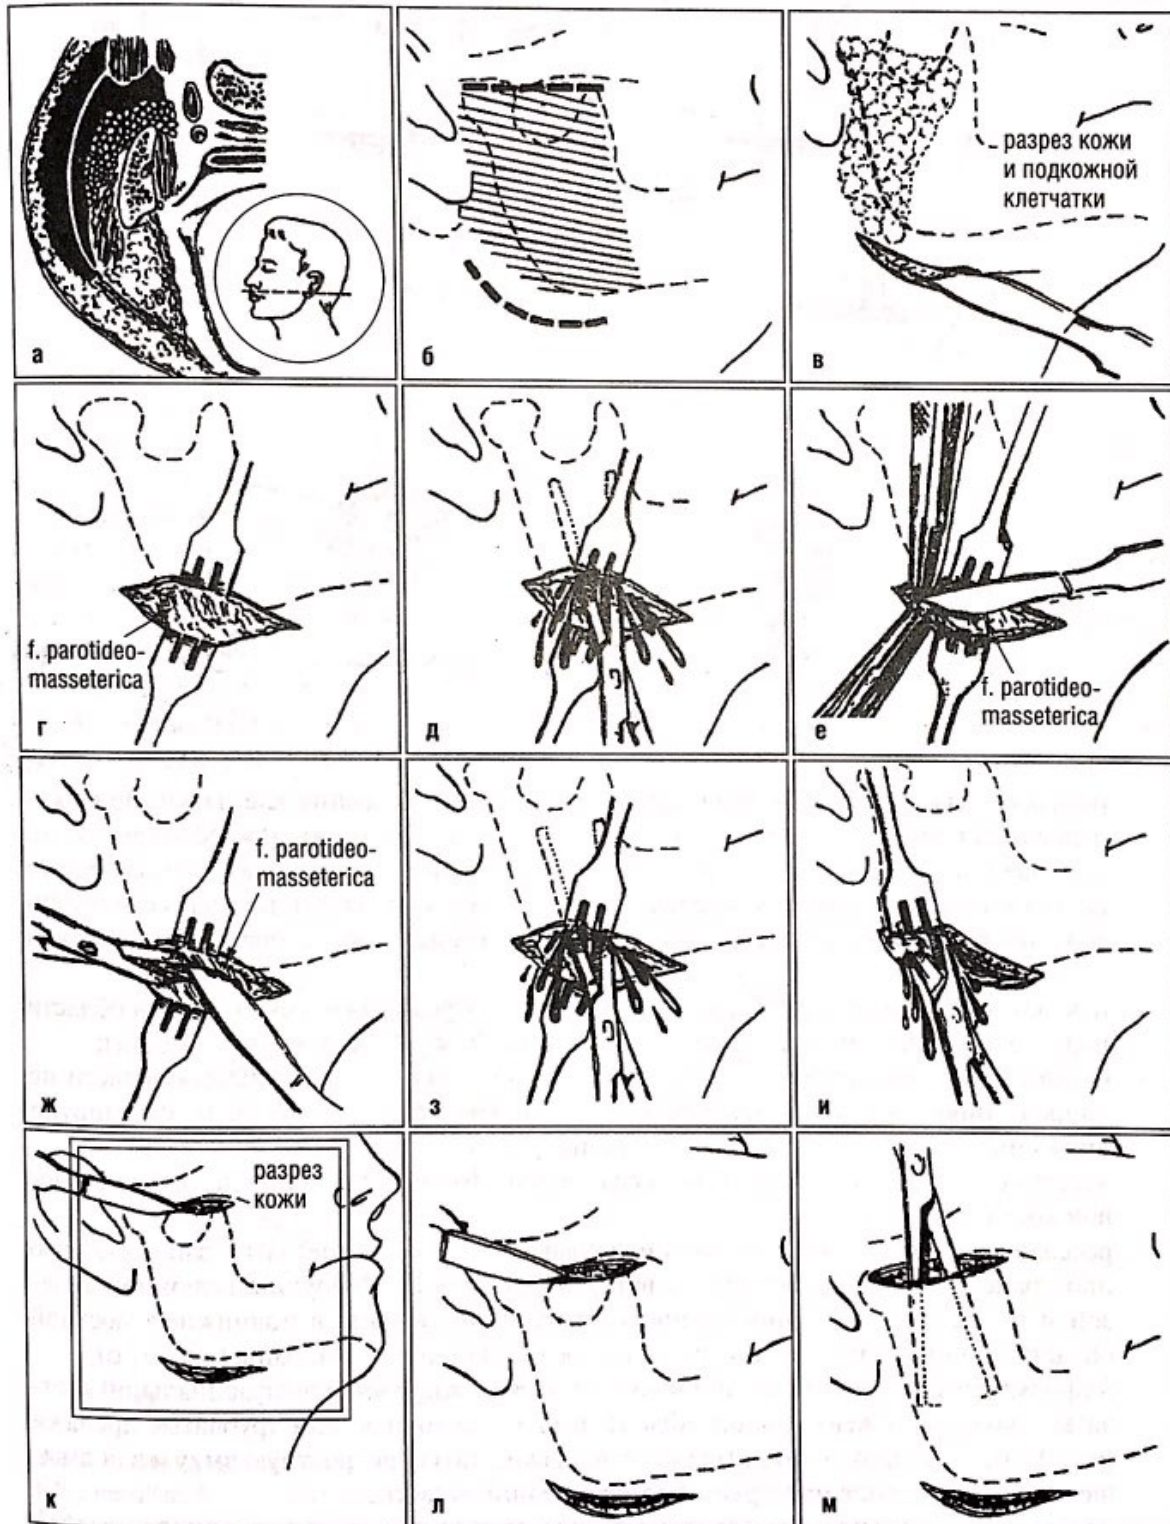 а
б
разрез кожи
и подкожной
клетчатки
в
f. parotideo-
masseterica
г
д
f. parotideo-
masseterica
е
f. parotideo-
masseterica
ж
з
и
разрез
кожи
к
л
м